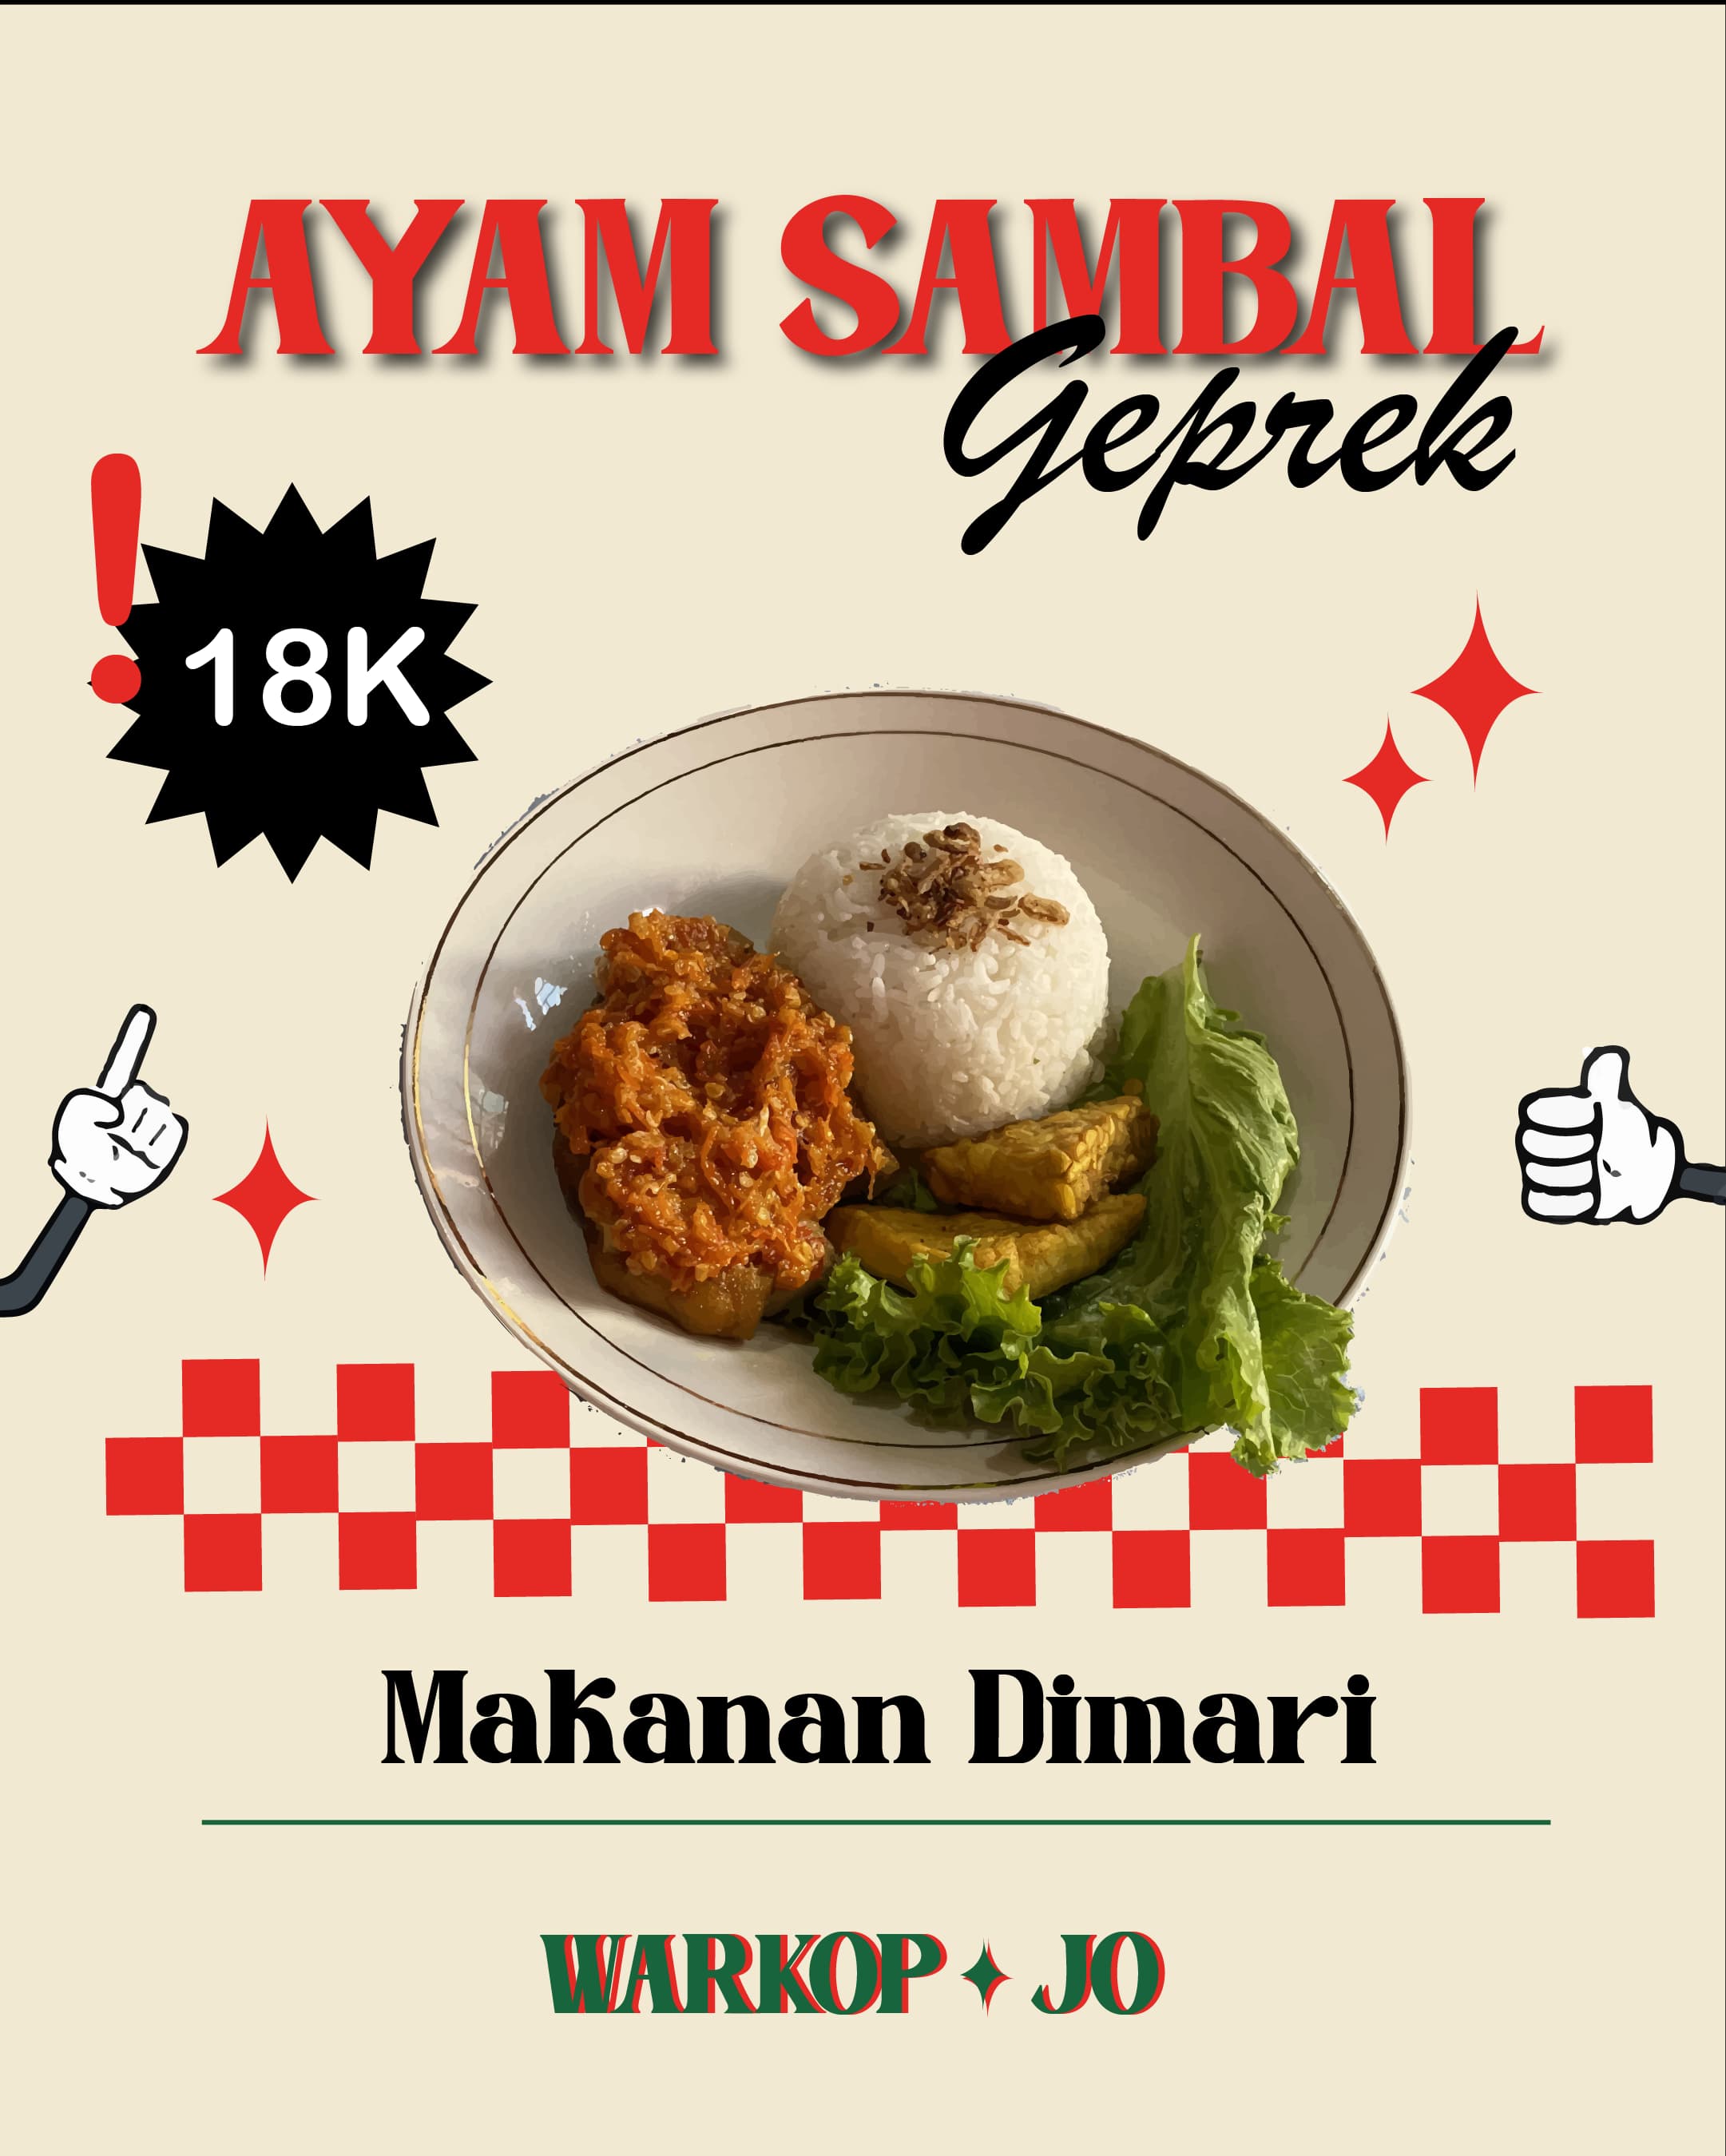 AYAM SAMBAL
Geprek
!
18K
Makanan Dimari
WARKOP ✦ JO